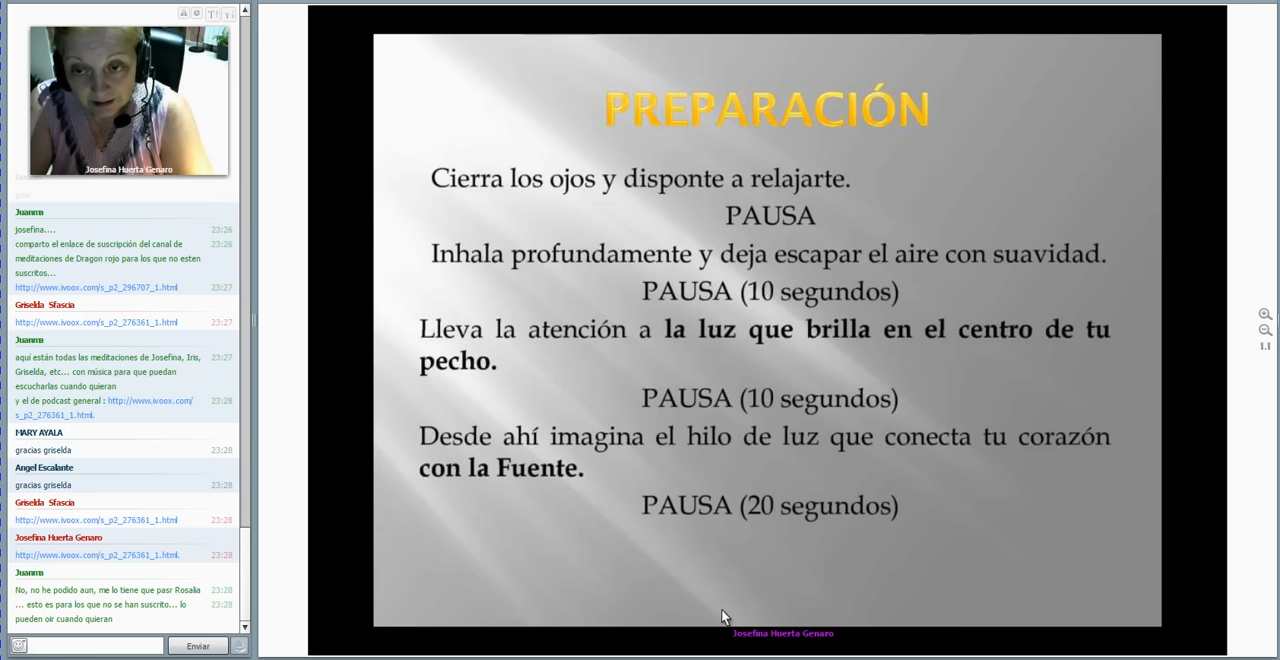 Josefina Huerta Genaro
Juanma
josefina.... 23:26
comparto el enlace de suscripción del canal de 23:26
meditaciones de Dragon rojo para los que no esten
suscritos...
http://www.ivoox.com/s_p2_296707_1.html 23:27
Griselda Sfascia
http://www.ivoox.com/s_p2_276361_1.html 23:27
Juanma
aquí están todas las meditaciones de Josefina, Iris, 23:27
Griselda, etc... con música para que puedan
escucharlas cuando quieran
y el de podcast general : http://www.ivoox.com/ 23:28
s_p2_276361_1.html.
MARY AYALA
gracias griselda 23:28
Angel Escalante
gracias griselda 23:28
Griselda Sfascia
http://www.ivoox.com/s_p2_276361_1.html 23:28
Josefina Huerta Genaro
http://www.ivoox.com/s_p2_276361_1.html. 23:28
Juanma
No, no he podido aun, me lo tiene que pasr Rosalia 23:28
... esto es para los que no se han suscrito... lo 23:28
pueden oir cuando quieran
Enviar
PREPARACIÓN
Cierra los ojos y disponte a relajarte.
PAUSA
Inhala profundamente y deja escapar el aire con suavidad.
PAUSA (10 segundos)
Lleva la atención a la luz que brilla en el centro de tu
pecho.
PAUSA (10 segundos)
Desde ahí imagina el hilo de luz que conecta tu corazón
con la Fuente.
PAUSA (20 segundos)
Josefina Huerta Genaro
1.1